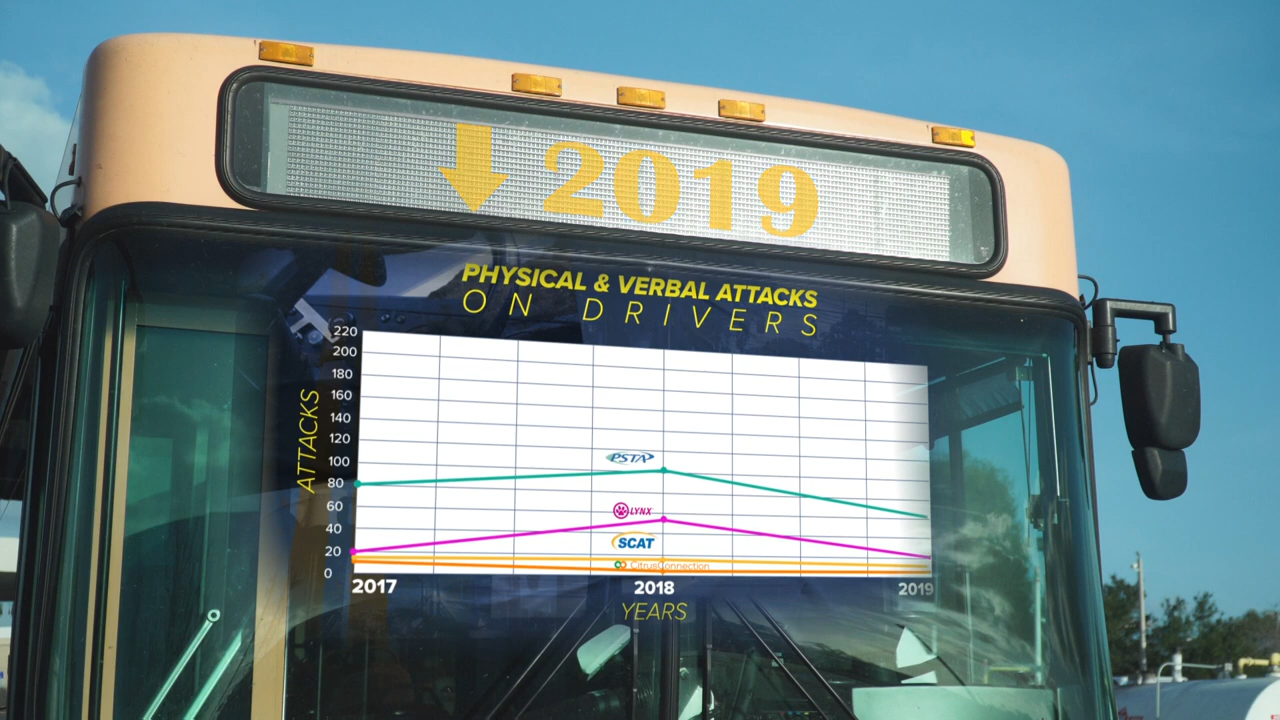 2019
PHYSICAL & VERBAL ATTACKS
ON DRIVERS
ATTACKS
220
200
180
160
140
120
100
80
60
40
20
0
PSTA
LYNX
SCAT
CitrusConnection
2017
2018
2019
YEARS